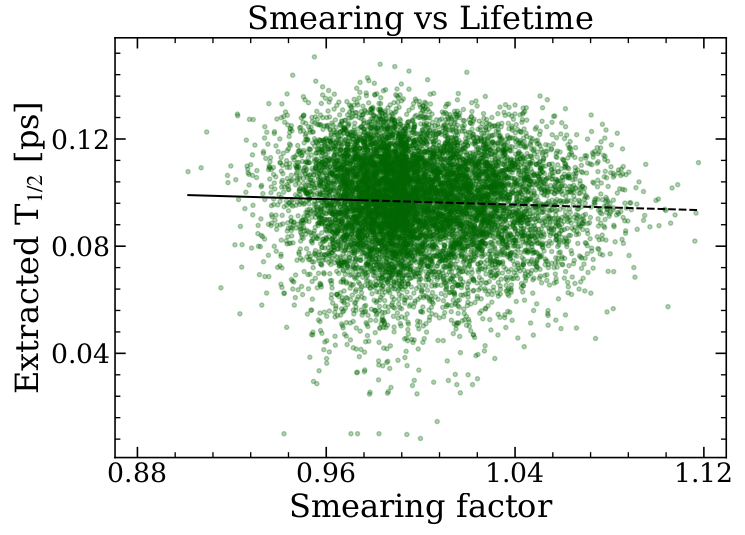 Smearing vs Lifetime
Extracted T1/2 [ps]
0.12
0.08
0.04
0.88 0.96 1.04 1.12
Smearing factor